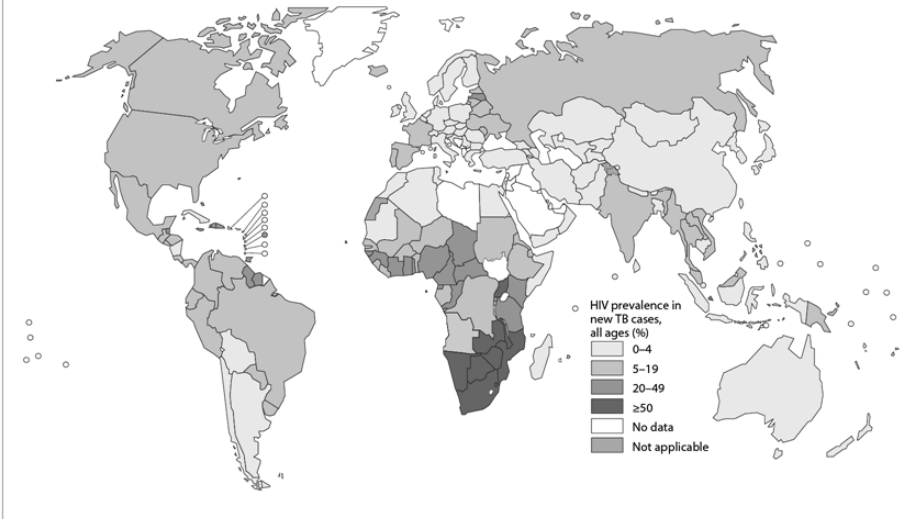 HIV prevalence in
new TB cases,
all ages (%)
0–4
5–19
20–49
≥50
No data
Not applicable